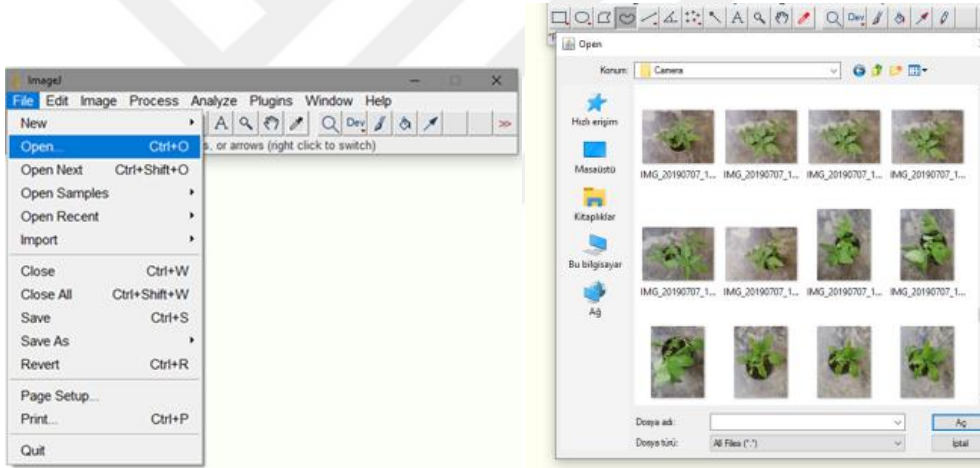 ImageJ
File Edit Image Process Analyze Plugins Window Help
New
Open... Ctrl+O
Open Next Ctrl+Shift+O
Open Samples
Open Recent
Import
Close Ctrl+W
Close All Ctrl+Shift+W
Save Ctrl+S
Save As
Revert Ctrl+R
Page Setup...
Print... Ctrl+P
Quit
A Dev >>
s, or arrows (right click to switch)
A Dev
Open
Konum: Camera
Hızlı erişim
Masaüstü
Kitaplıklar
Bu bilgisayar
Ağ
IMG_20190707_1... IMG_20190707_1... IMG_20190707_1... IMG_20190707_1...
IMG_20190707_1... IMG_20190707_1... IMG_20190707_1... IMG_20190707_1...
Dosya adı: Aç
Dosya türü: All Files (*.*) İptal